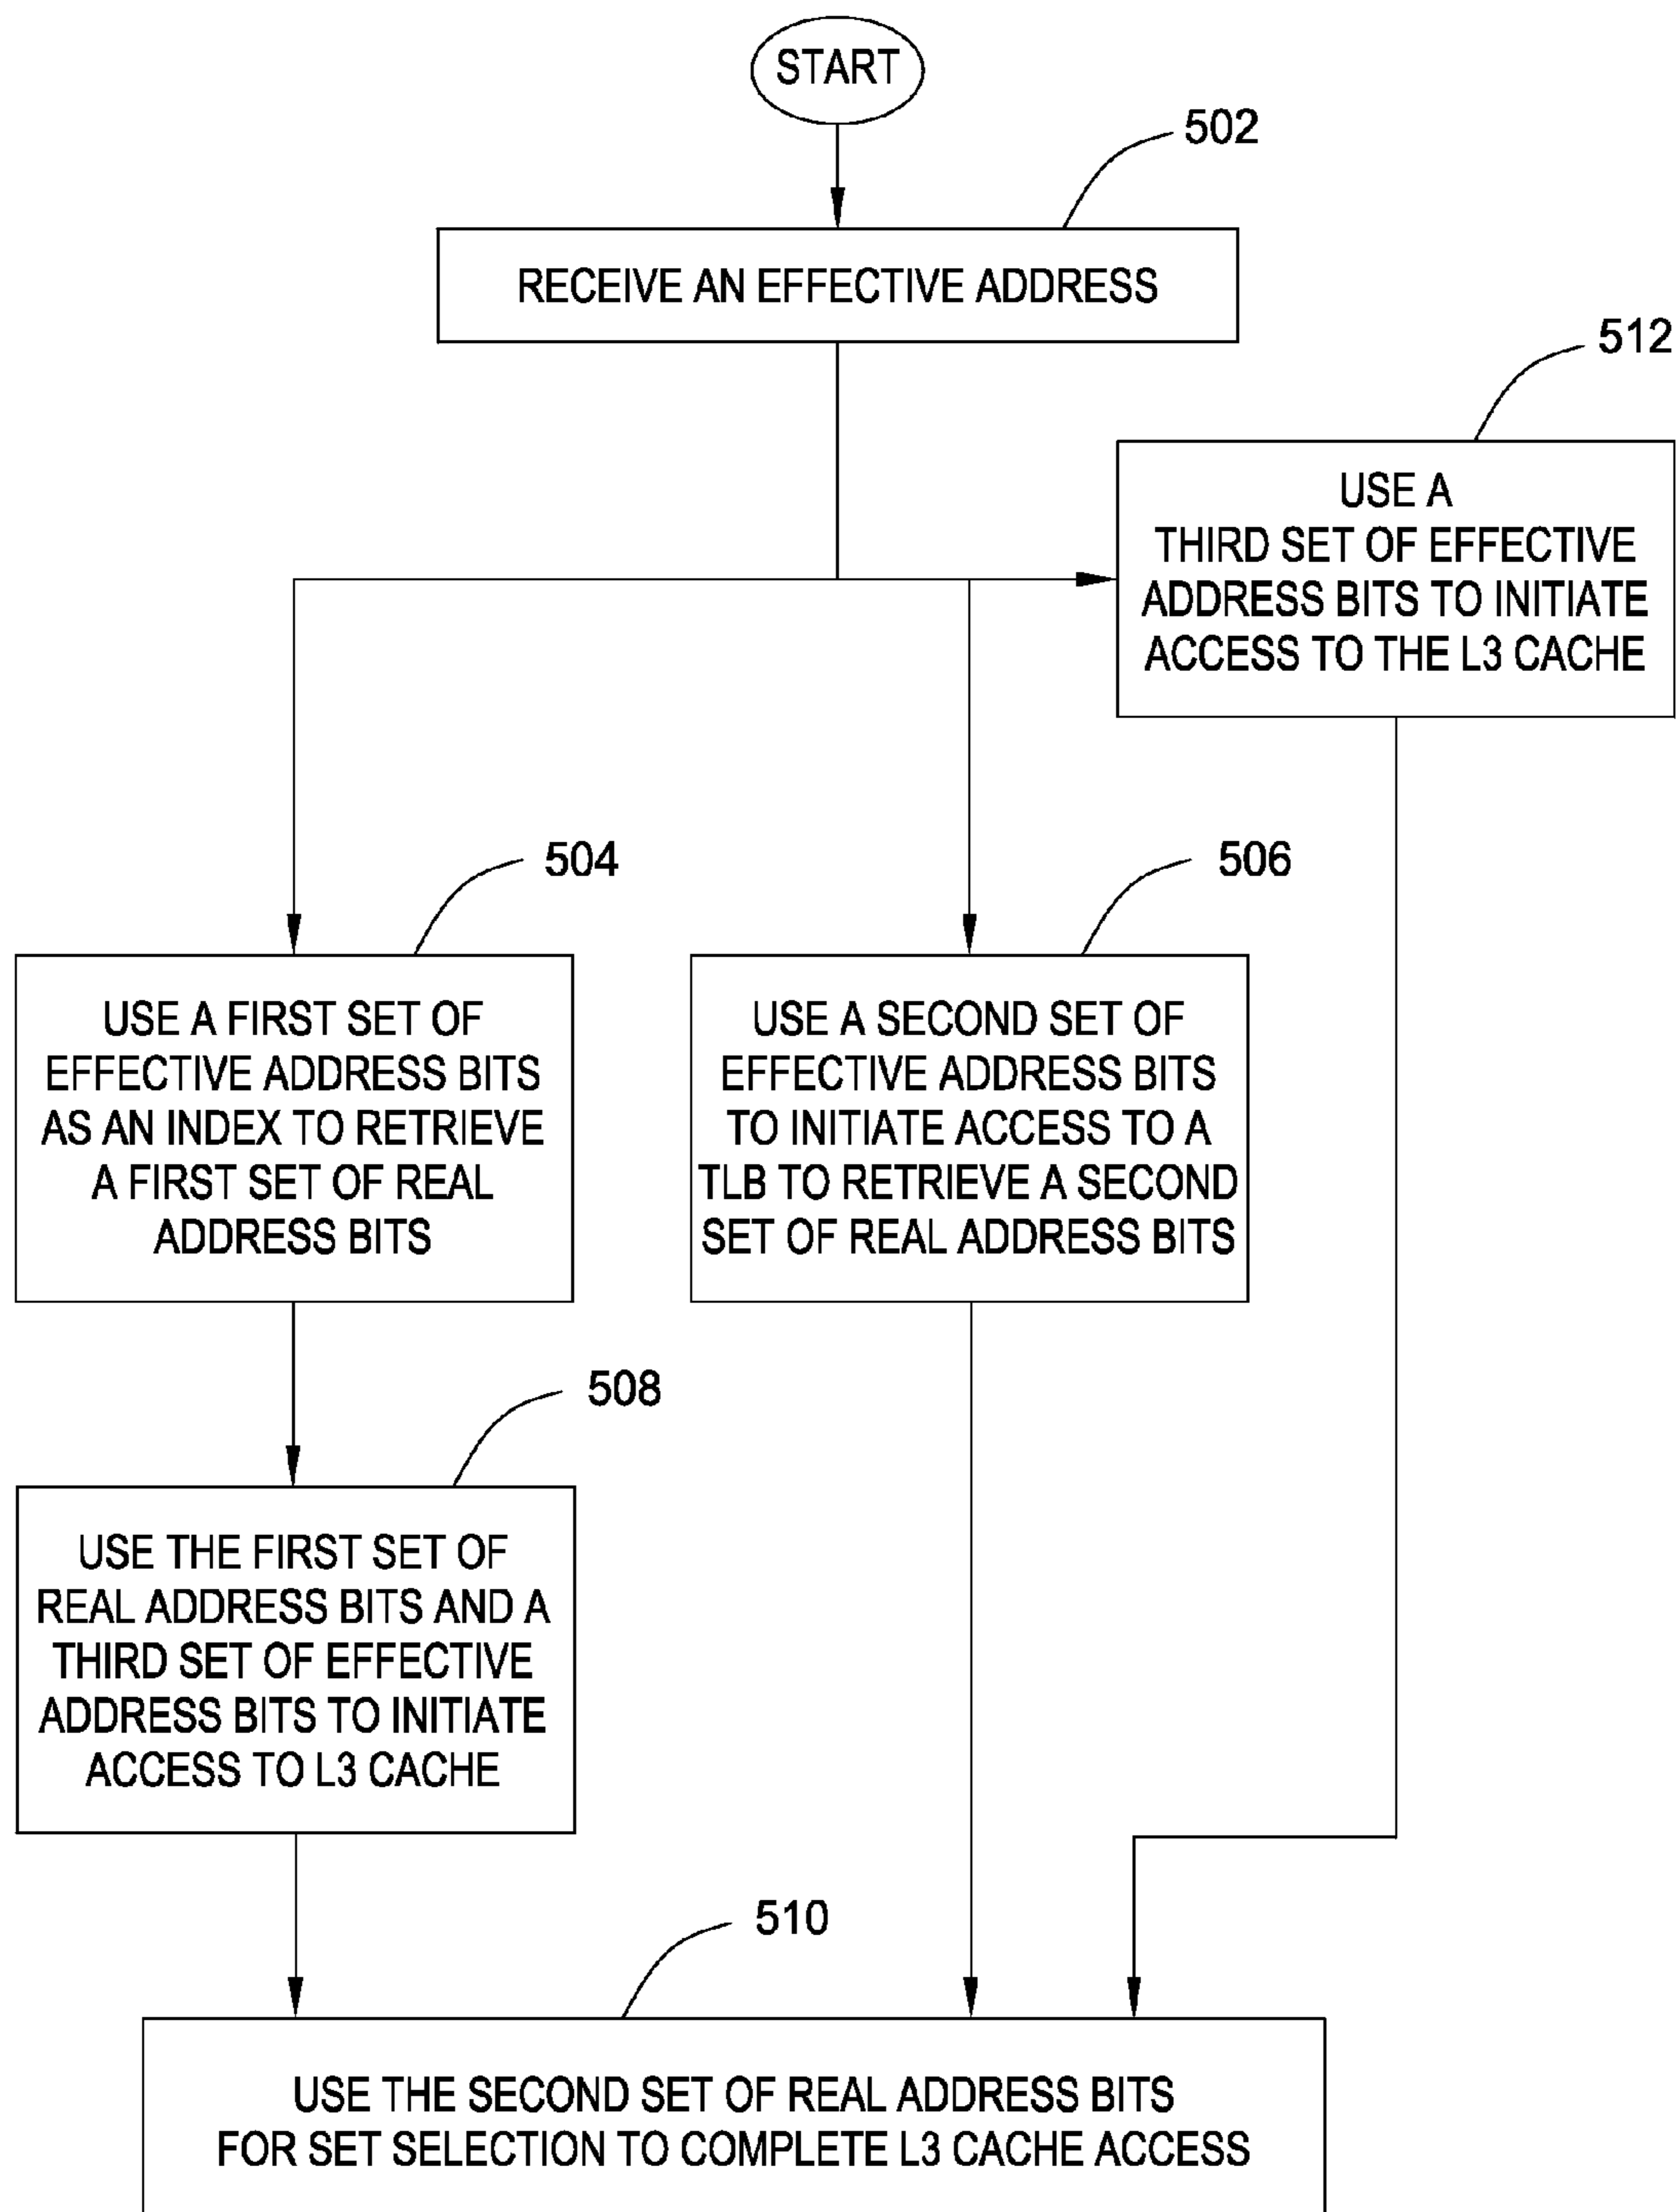 START
502
RECEIVE AN EFFECTIVE ADDRESS
512
USE A
THIRD SET OF EFFECTIVE
ADDRESS BITS TO INITIATE
ACCESS TO THE L3 CACHE
504
USE A FIRST SET OF
EFFECTIVE ADDRESS BITS
AS AN INDEX TO RETRIEVE
A FIRST SET OF REAL
ADDRESS BITS
506
USE A SECOND SET OF
EFFECTIVE ADDRESS BITS
TO INITIATE ACCESS TO A
TLB TO RETRIEVE A SECOND
SET OF REAL ADDRESS BITS
508
USE THE FIRST SET OF
REAL ADDRESS BITS AND A
THIRD SET OF EFFECTIVE
ADDRESS BITS TO INITIATE
ACCESS TO L3 CACHE
510
USE THE SECOND SET OF REAL ADDRESS BITS
FOR SET SELECTION TO COMPLETE L3 CACHE ACCESS